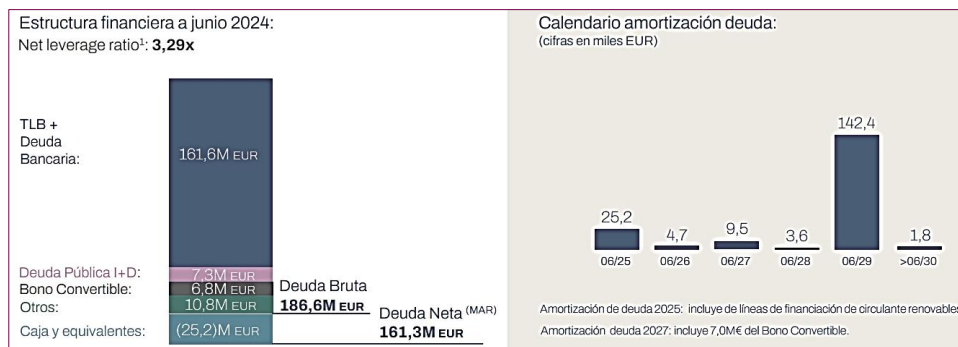 Estructura financiera a junio 2024:
Net leverage ratio¹: 3,29x
TLB +
Deuda
Bancaria:
161,6M EUR
Deuda Pública I+D:
7,3M EUR
Bono Convertible:
6,8M EUR
Otros:
10,8M EUR
Caja y equivalentes:
(25,2)M EUR
Deuda Bruta
186,6M EUR
Deuda Neta (MAR)
161,3M EUR
Calendario amortización deuda:
(cifras en miles EUR)
25,2
4,7
9,5
3,6
142,4
1,8
06/25
06/26
06/27
06/28
06/29
>06/30
Amortización de deuda 2025: incluye de líneas de financiación de circulante renovables
Amortización deuda 2027: incluye 7,0M€ del Bono Convertible.